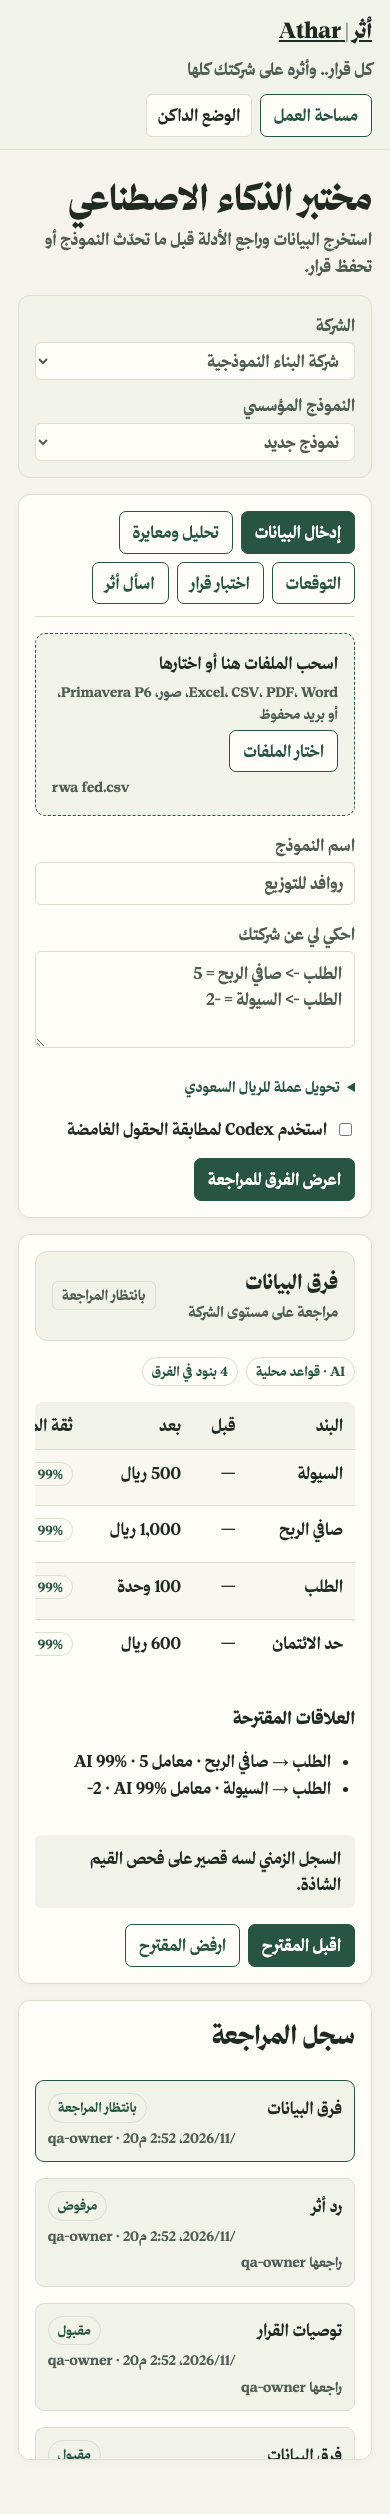 أثر | Athar
كل قرار.. وأثره على شركتك كلها
مساحة العمل
الوضع الداكن
مختبر الذكاء الاصطناعي
استخرج البيانات وراجع الأدلة قبل ما تحدّث النموذج أو
تحفظ قرار.
الشركة
شركة البناء النموذجية
النموذج المؤسسي
نموذج جديد
إدخال البيانات
تحليل ومعايرة
التوقعات
اختبار قرار
اسأل أثر
اسحب الملفات هنا أو اختارها
Excel، CSV، PDF، Word، صور، Primavera P6،
أو بريد محفوظ
اختار الملفات
rwa fed.csv
اسم النموذج
روافد للتوزيع
احكي لي عن شركتك
الطلب -> صافي الربح = 5
الطلب -> السيولة = -2
تحويل عملة للريال السعودي
استخدم Codex لمطابقة الحقول الغامضة
اعرض الفرق للمراجعة
فرق البيانات
مراجعة على مستوى الشركة
بانتظار المراجعة
AI · قواعد محلية
4 بنود في الفرق
البند قبل بعد ثقة
السيولة — 500 ريال 99%
صافي الربح — 1,000 ريال 99%
الطلب — 100 وحدة 99%
حد الائتمان — 600 ريال 99%
العلاقات المقترحة
الطلب → صافي الربح · معامل 5 · AI 99%
الطلب → السيولة · معامل -2 · AI 99%
السجل الزمني لسه قصير على فحص القيم
الشاذة.
اقبل المقترح
ارفض المقترح
سجل المراجعة
فرق البيانات
بانتظار المراجعة
qa-owner · 20‏/11‏/2026، 2:52 م
رد أثر
مرفوض
qa-owner · 20‏/11‏/2026، 2:52 م
راجعها qa-owner
توصيات القرار
مقبول
qa-owner · 20‏/11‏/2026، 2:52 م
راجعها qa-owner
فرق البيانات
مقبول